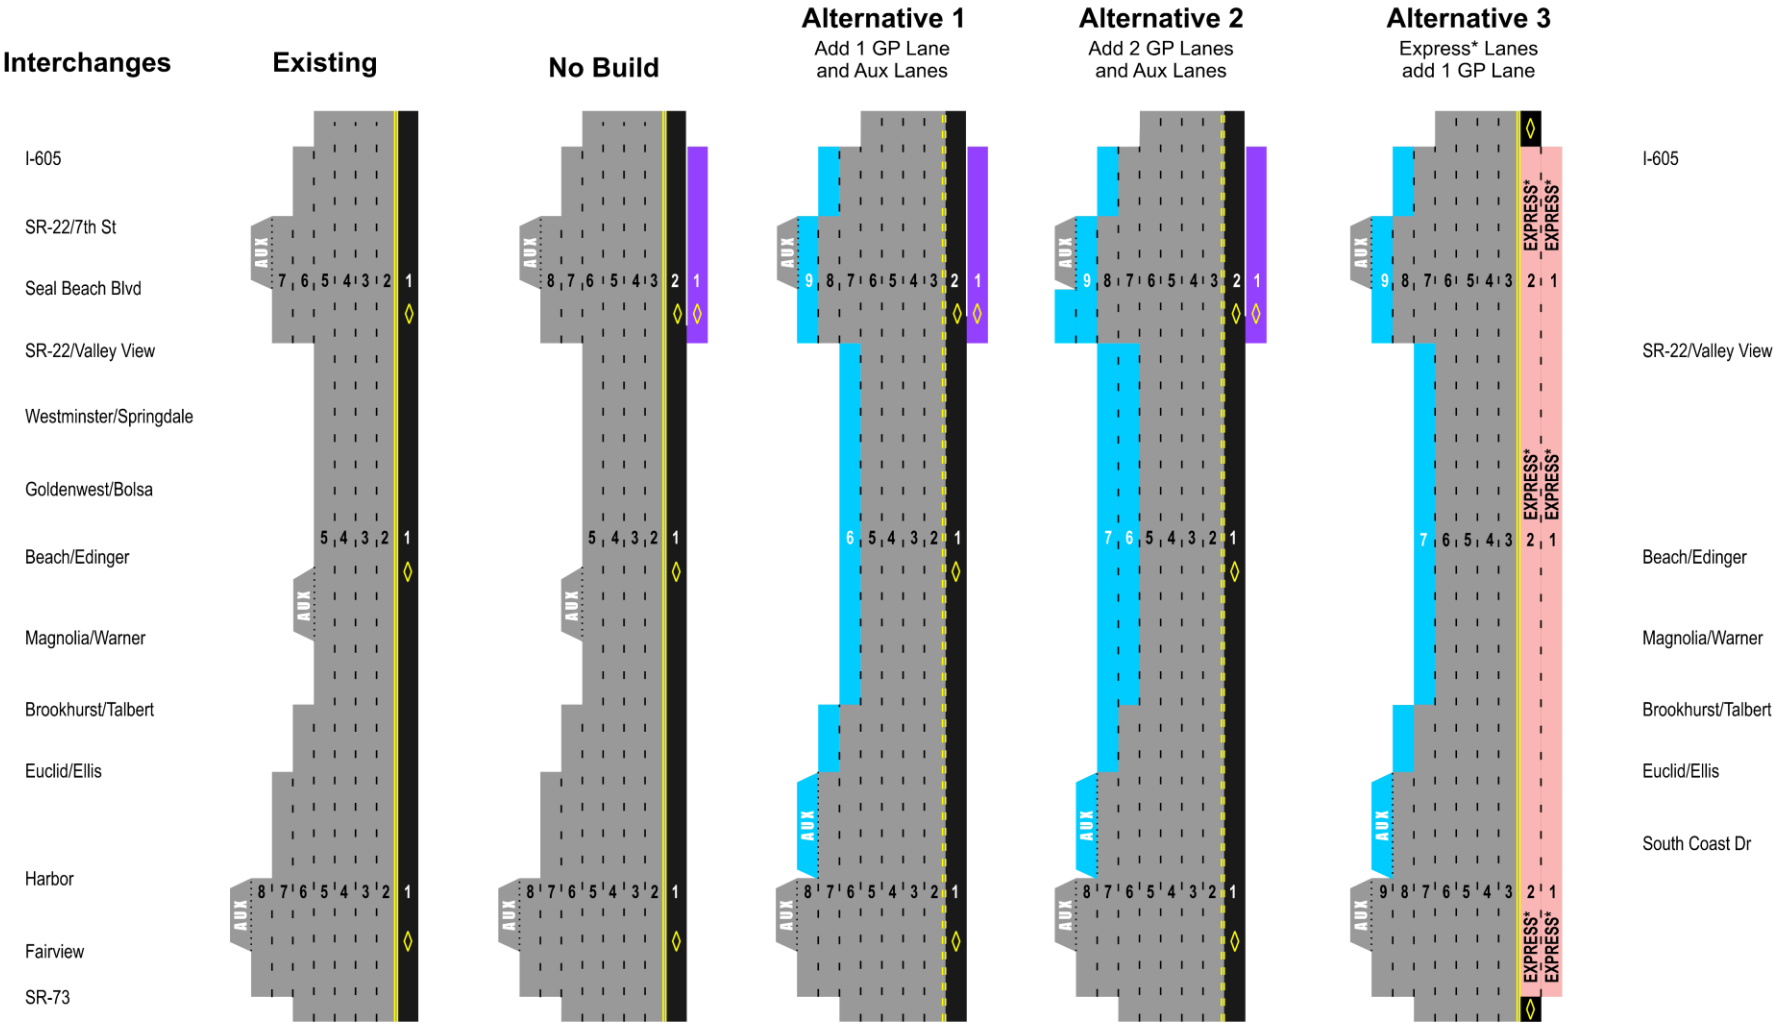 Interchanges
Existing
No Build
Alternative 1
Add 1 GP Lane
and Aux Lanes
Alternative 2
Add 2 GP Lanes
and Aux Lanes
Alternative 3
Express* Lanes
add 1 GP Lane
I-605
SR-22/7th St
Seal Beach Blvd
SR-22/Valley View
Westminster/Springdale
Goldenwest/Bolsa
Beach/Edinger
Magnolia/Warner
Brookhurst/Talbert
Euclid/Ellis
Harbor
Fairview
SR-73
AUX
7 6 5 4 3 2 1
5 4 3 2 1
AUX
8 7 6 5 4 3 2 1
AUX
AUX
8 7 6 5 4 3 2 1
5 4 3 2 1
AUX
8 7 6 5 4 3 2 1
AUX
AUX
9 8 7 6 5 4 3 2 1
6 5 4 3 2 1
AUX
8 7 6 5 4 3 2 1
AUX
AUX
9 8 7 6 5 4 3 2 1
7 6 5 4 3 2 1
AUX
8 7 6 5 4 3 2 1
AUX
EXPRESS*
EXPRESS*
AUX
9 8 7 6 5 4 3 2 1
EXPRESS*
EXPRESS*
7 6 5 4 3 2 1
AUX
9 8 7 6 5 4 3 2 1
AUX
EXPRESS*
EXPRESS*
I-605
SR-22/Valley View
Beach/Edinger
Magnolia/Warner
Brookhurst/Talbert
Euclid/Ellis
South Coast Dr